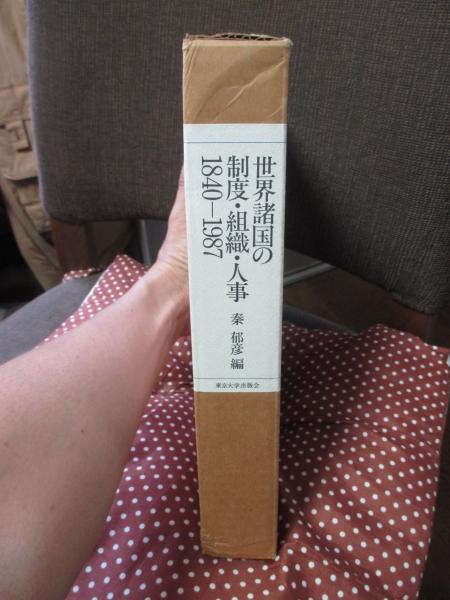 世界諸国の
制度・組織・人事
1840―1987
秦 郁彦 編
東京大学出版会